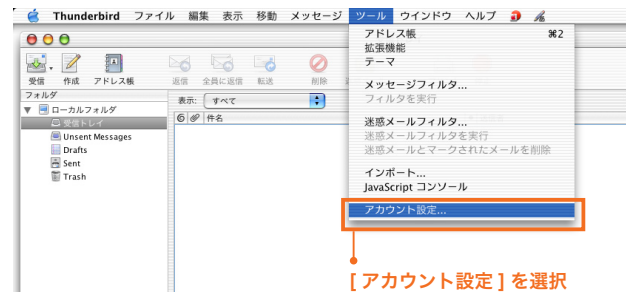 Thunderbird ファイル 編集 表示 移動 メッセージ ツール ウインドウ ヘルプ
受信 作成 アドレス帳 返信 全員に返信 転送 削除
フォルダ
ローカルフォルダ
受信トレイ
Unsent Messages
Drafts
Sent
Trash
表示: すべて
件名
アドレス帳 ⌘2
拡張機能
テーマ
メッセージフィルタ...
フィルタを実行
迷惑メールフィルタ...
迷惑メールフィルタを実行
迷惑メールとマークされたメールを削除
インポート...
JavaScript コンソール
アカウント設定...
[ アカウント設定 ] を選択